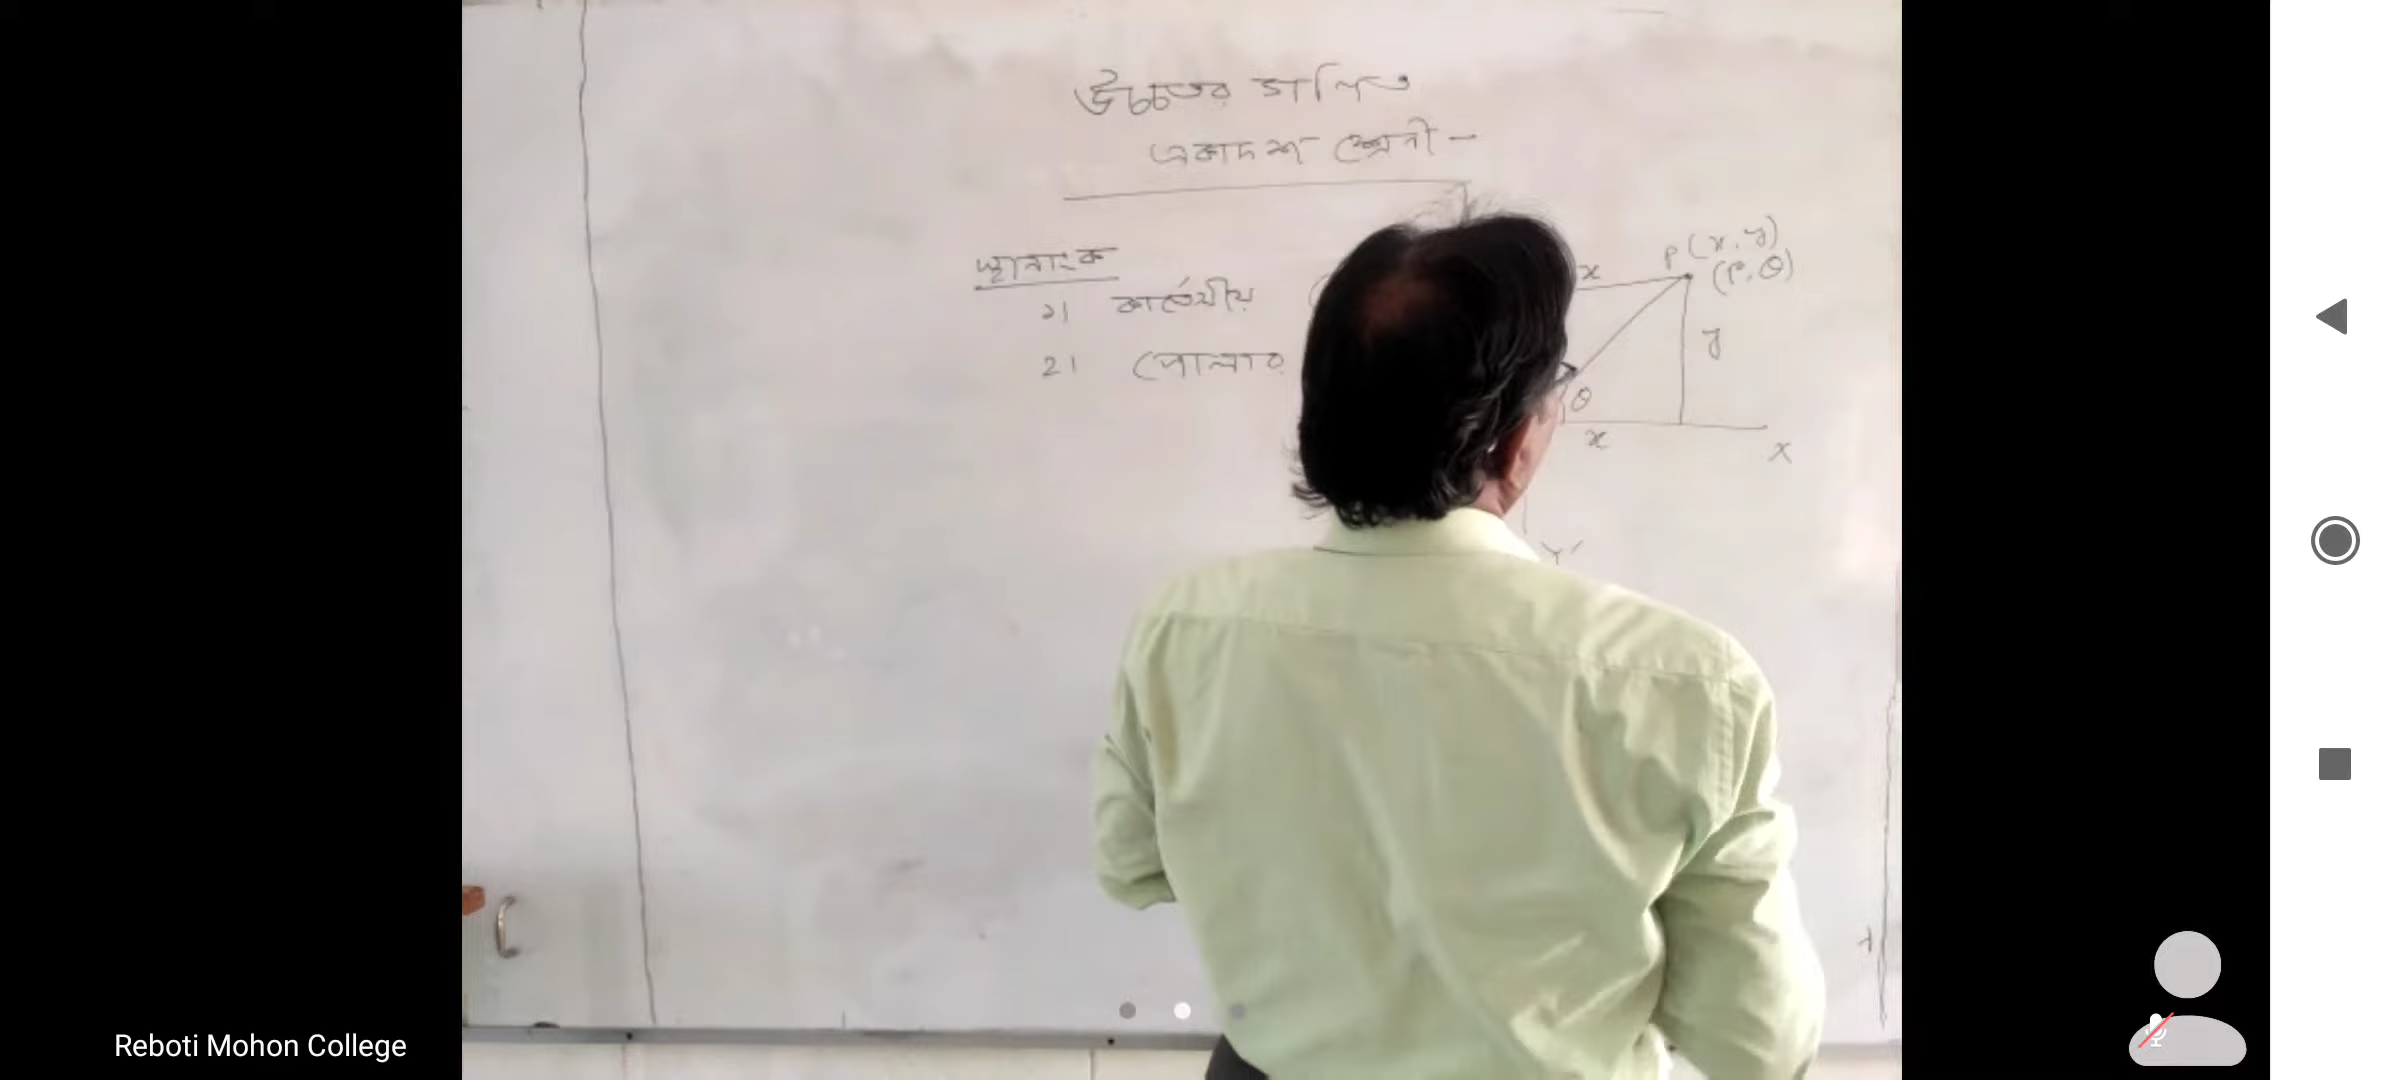 উচ্চতর গণিত
একাদশ শ্রেণী -
স্থানাংক
১। কার্তেসীয় (
২। পোলার
x
P (x, y)
(r, θ)
y
θ
x
X
Y′
Reboti Mohon College